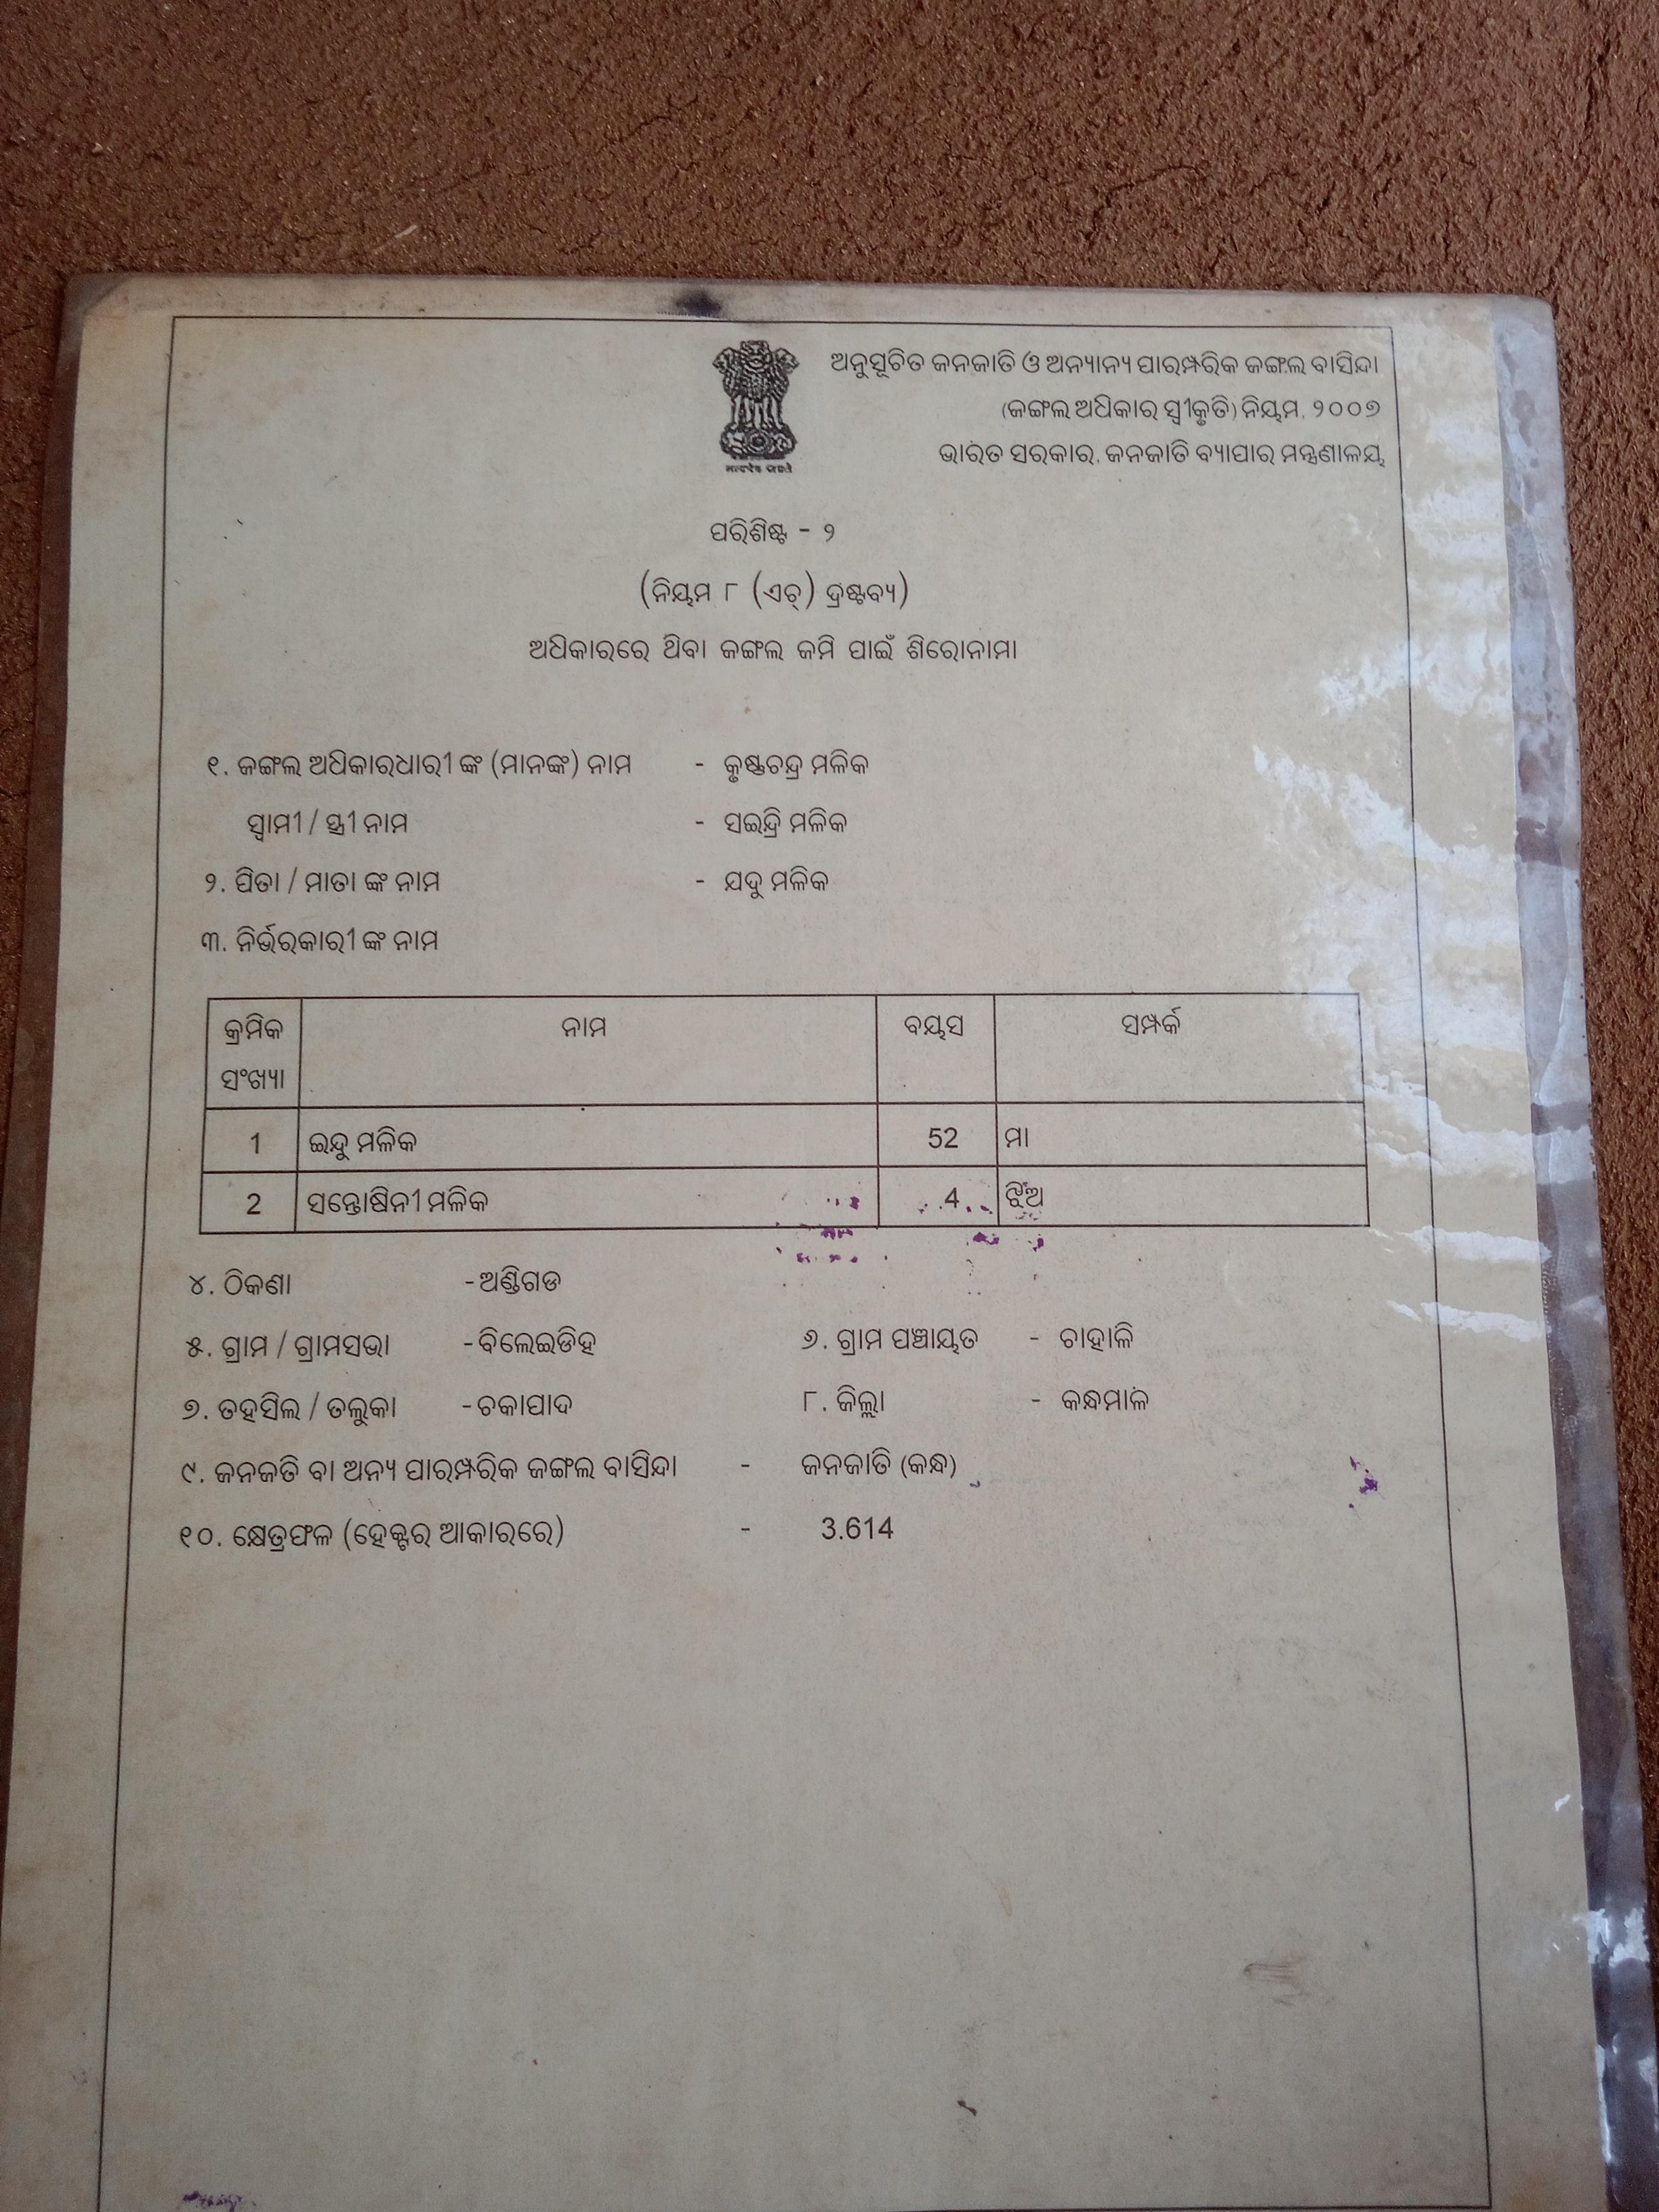 ଅନୁସୂଚିତ ଜନଜାତି ଓ ଅନ୍ୟାନ୍ୟ ପାରମ୍ପରିକ ଜଙ୍ଗଲ ବାସିନ୍ଦା
(ଜଙ୍ଗଲ ଅଧିକାର ସ୍ୱୀକୃତି) ନିୟମ, ୨୦୦୭
ଭାରତ ସରକାର, ଜନଜାତି ବ୍ୟାପାର ମନ୍ତ୍ରଣାଳୟ
ପରିଶିଷ୍ଟ - ୨
(ନିୟମ ୮ (ଏଚ୍) ଦ୍ରଷ୍ଟବ୍ୟ)
ଅଧିକାରରେ ଥିବା ଜଙ୍ଗଲ ଜମି ପାଇଁ ଶିରୋନାମା
୧. ଜଙ୍ଗଲ ଅଧିକାରଧାରୀ ଙ୍କ (ମାନଙ୍କ) ନାମ - କୃଷ୍ଣଚନ୍ଦ୍ର ମଳିକ
ସ୍ୱାମୀ / ସ୍ତ୍ରୀ ନାମ - ସଇନ୍ଦ୍ରି ମଳିକ
୨. ପିତା / ମାତା ଙ୍କ ନାମ - ଯଦୁ ମଳିକ
୩. ନିର୍ଭରକାରୀ ଙ୍କ ନାମ
କ୍ରମିକ ସଂଖ୍ୟା ନାମ ବୟସ ସମ୍ପର୍କ
1 ଇନ୍ଦୁ ମଳିକ 52 ମା
2 ସନ୍ତୋଷିନୀ ମଳିକ 4 ଝିଅ
୪. ଠିକଣା - ଅଣ୍ଡିଗଡ
୫. ଗ୍ରାମ / ଗ୍ରାମସଭା - ବିଲେଇଡିହ ୬. ଗ୍ରାମ ପଞ୍ଚାୟତ - ଚାହାଳି
୭. ତହସିଲ / ତଲୁକା - ଚକାପାଦ ୮. ଜିଲ୍ଲା - କନ୍ଧମାଳ
୯. ଜନଜତି ବା ଅନ୍ୟ ପାରମ୍ପରିକ ଜଙ୍ଗଲ ବାସିନ୍ଦା - ଜନଜାତି (କନ୍ଧ)
୧୦. କ୍ଷେତ୍ରଫଳ (ହେକ୍ଟର ଆକାରରେ) - 3.614